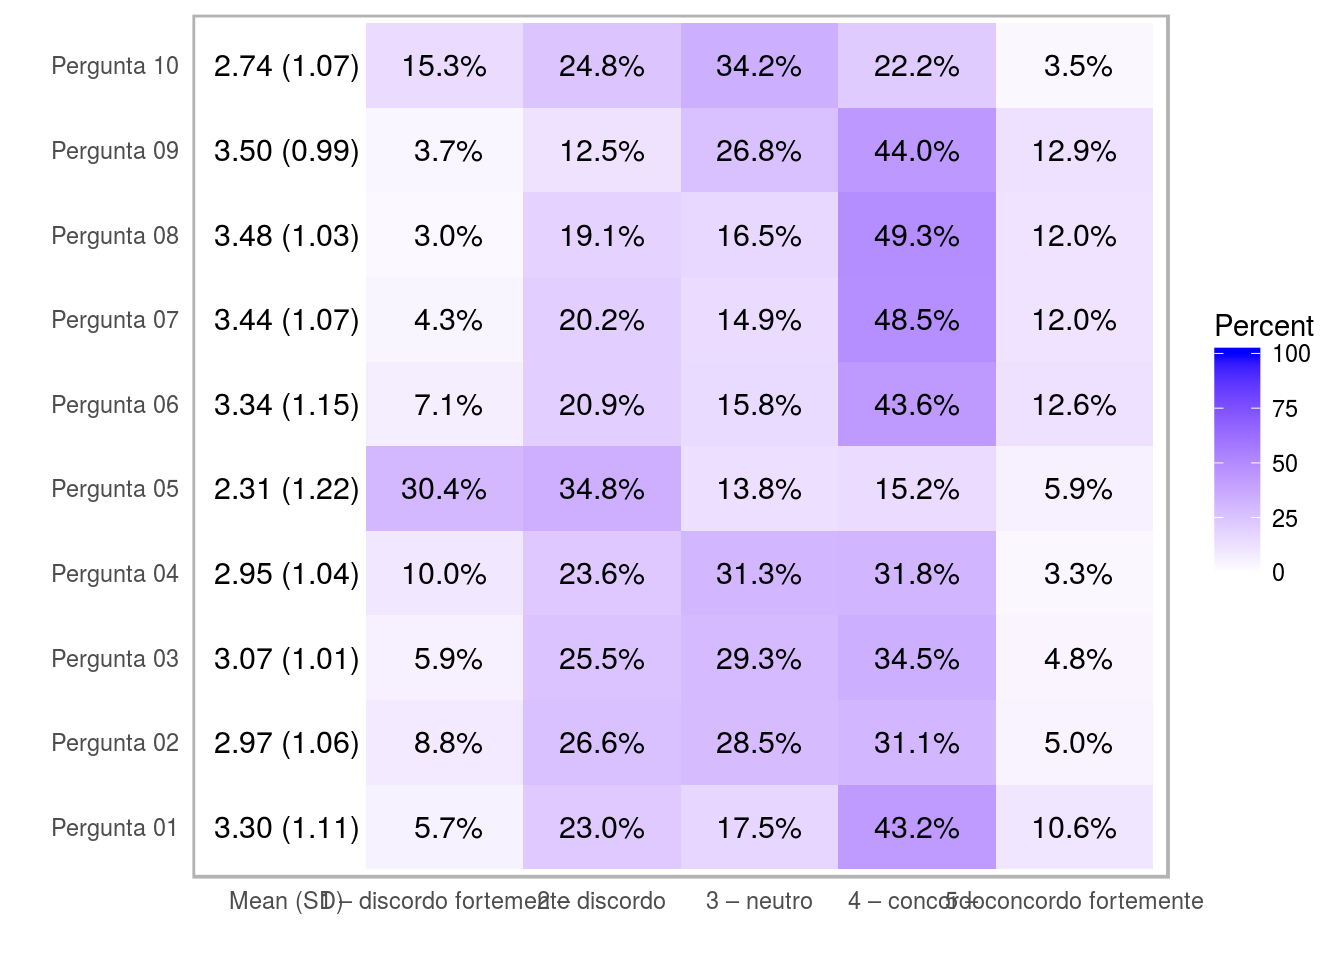 Pergunta 10 2.74 (1.07) 15.3% 24.8% 34.2% 22.2% 3.5%
Pergunta 09 3.50 (0.99) 3.7% 12.5% 26.8% 44.0% 12.9%
Pergunta 08 3.48 (1.03) 3.0% 19.1% 16.5% 49.3% 12.0%
Pergunta 07 3.44 (1.07) 4.3% 20.2% 14.9% 48.5% 12.0%
Pergunta 06 3.34 (1.15) 7.1% 20.9% 15.8% 43.6% 12.6%
Pergunta 05 2.31 (1.22) 30.4% 34.8% 13.8% 15.2% 5.9%
Pergunta 04 2.95 (1.04) 10.0% 23.6% 31.3% 31.8% 3.3%
Pergunta 03 3.07 (1.01) 5.9% 25.5% 29.3% 34.5% 4.8%
Pergunta 02 2.97 (1.06) 8.8% 26.6% 28.5% 31.1% 5.0%
Pergunta 01 3.30 (1.11) 5.7% 23.0% 17.5% 43.2% 10.6%
Mean (SD) 1 – discordo fortemente 2 – discordo 3 – neutro 4 – concordo 5 – concordo fortemente
Percent
100
75
50
25
0